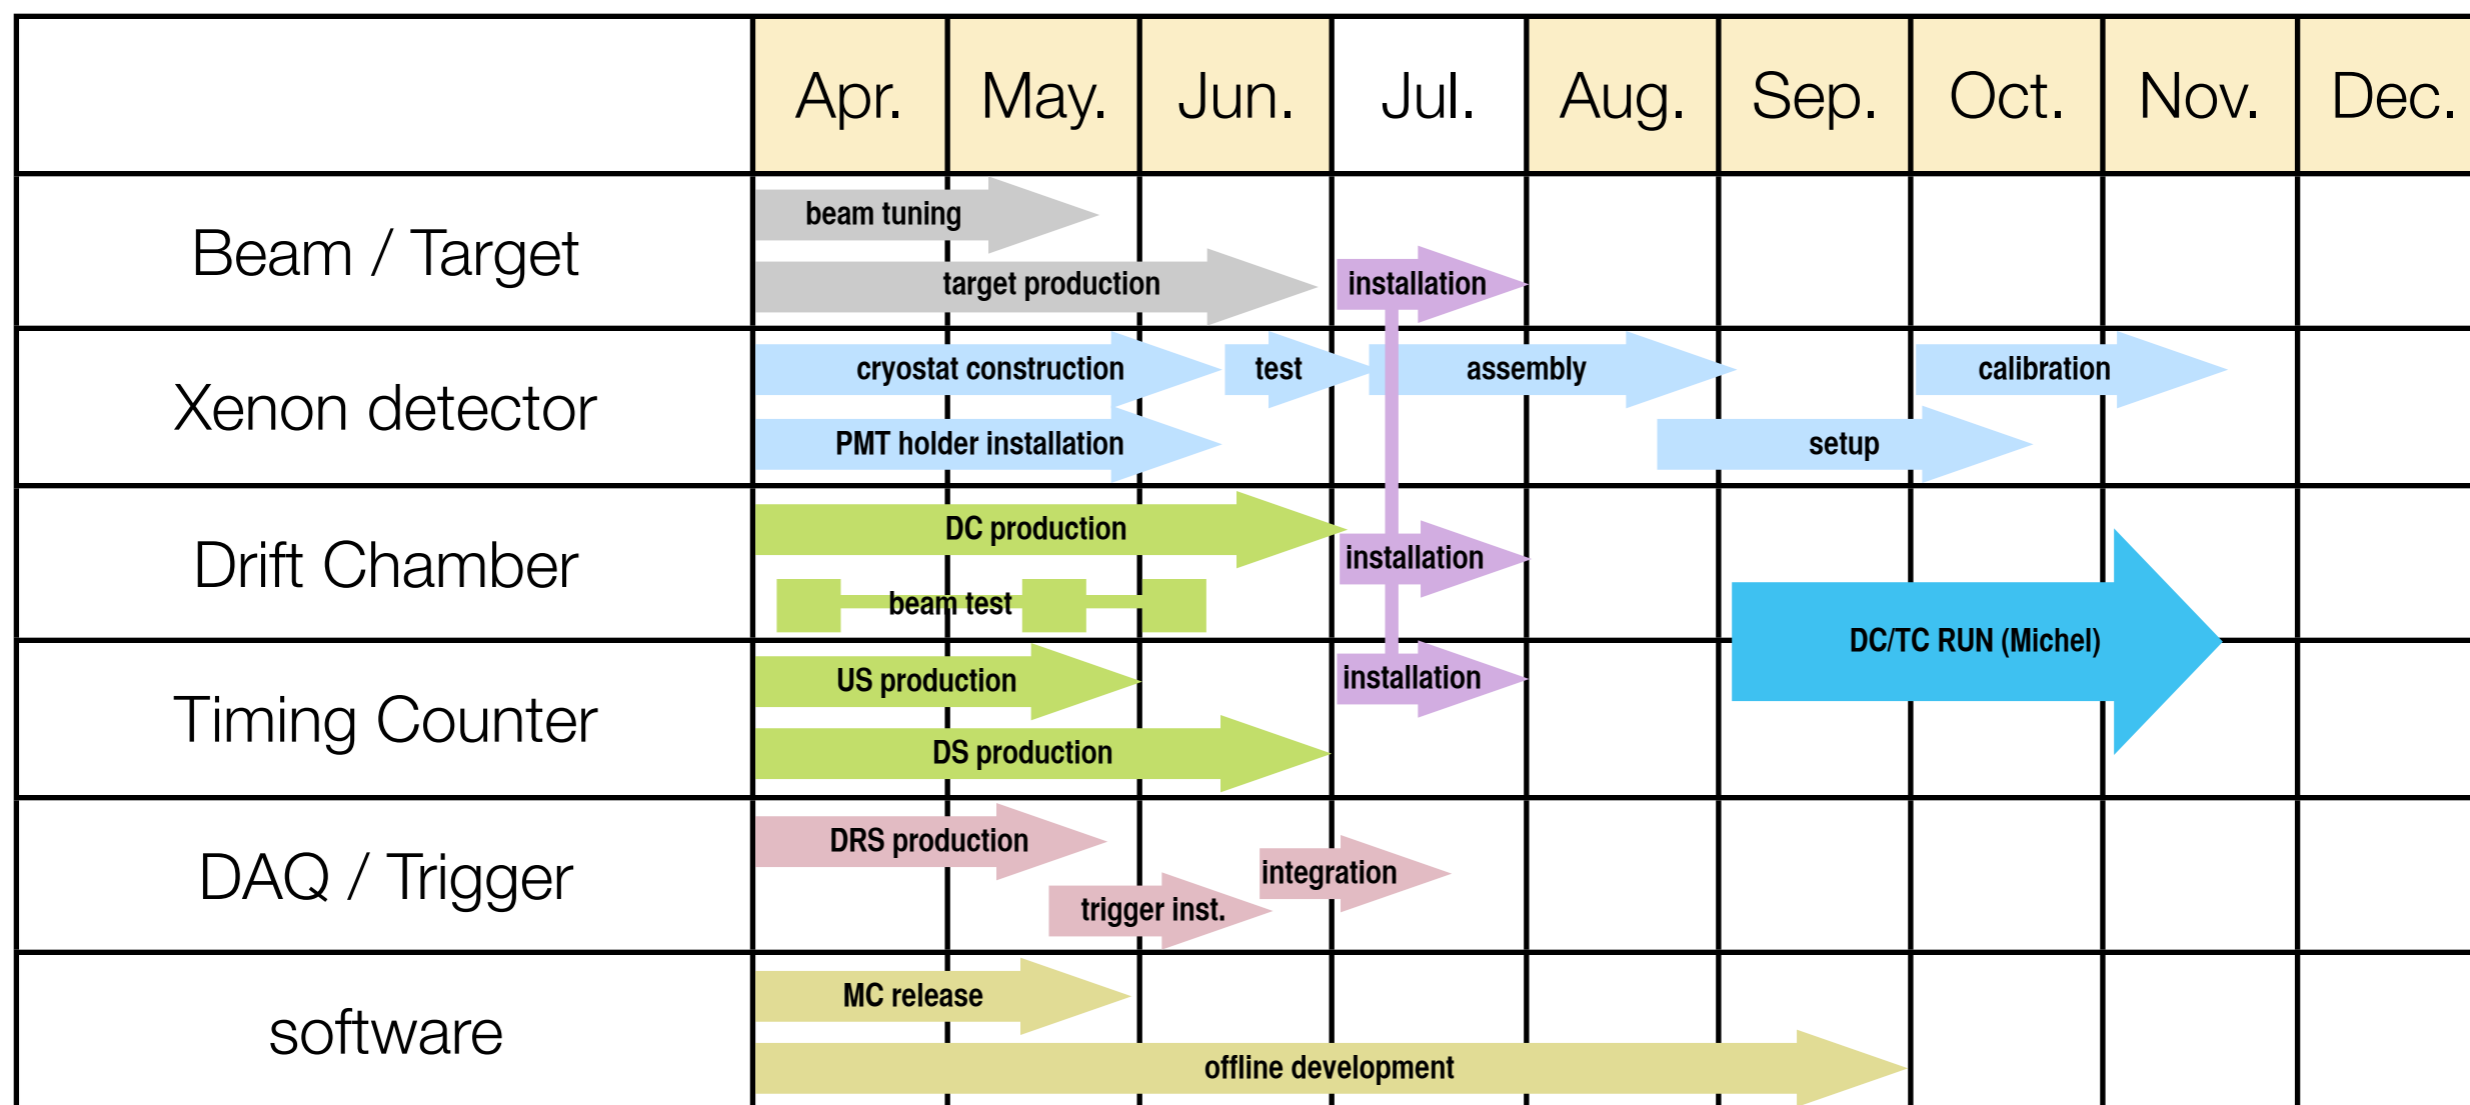 Apr. May. Jun. Jul. Aug. Sep. Oct. Nov. Dec.
Beam / Target
beam tuning
target production
installation
Xenon detector
cryostat construction
test
assembly
calibration
PMT holder installation
setup
Drift Chamber
DC production
installation
beam test
DC/TC RUN (Michel)
Timing Counter
US production
installation
DS production
DAQ / Trigger
DRS production
integration
trigger inst.
software
MC release
offline development